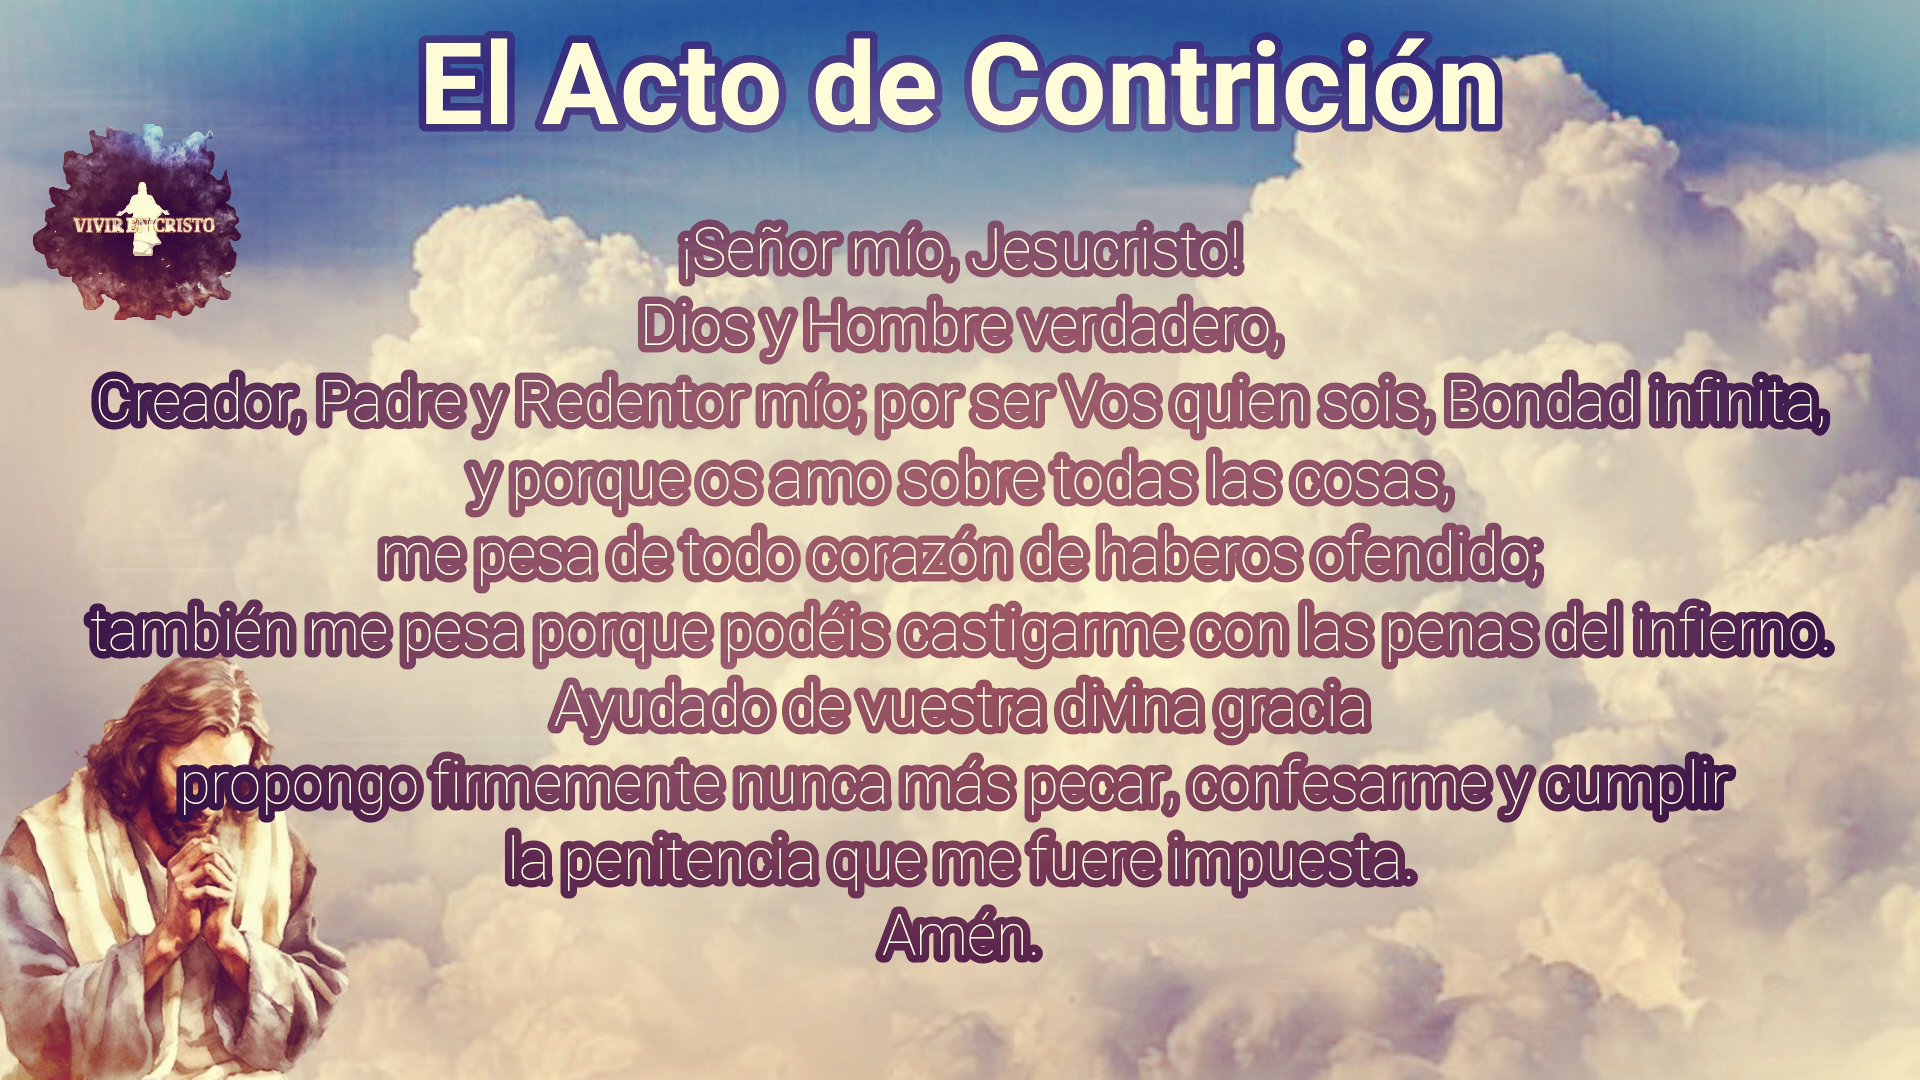 El Acto de Contrición
VIVIR EN CRISTO
¡Señor mío, Jesucristo!
Dios y Hombre verdadero,
Creador, Padre y Redentor mío; por ser Vos quien sois, Bondad infinita,
y porque os amo sobre todas las cosas,
me pesa de todo corazón de haberos ofendido;
también me pesa porque podéis castigarme con las penas del infierno.
Ayudado de vuestra divina gracia
propongo firmemente nunca más pecar, confesarme y cumplir
la penitencia que me fuere impuesta.
Amén.